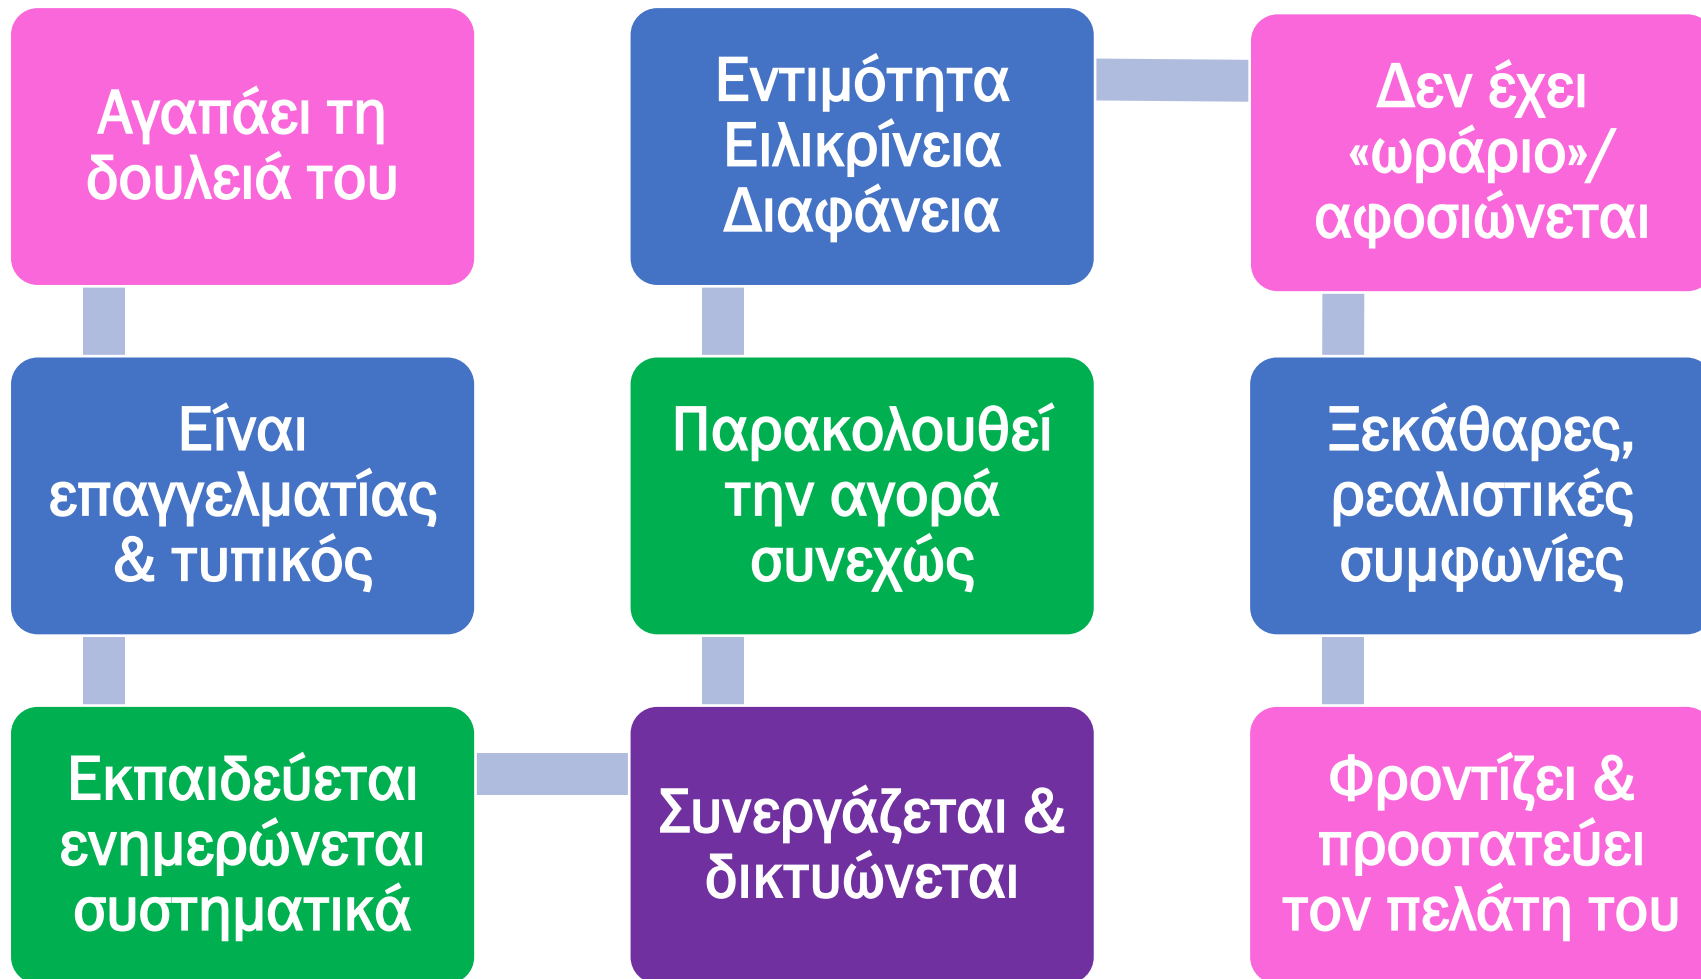 Αγαπάει τη
δουλειά του
Είναι
επαγγελματίας
& τυπικός
Εκπαιδεύεται
ενημερώνεται
συστηματικά
Συνεργάζεται &
δικτυώνεται
Παρακολουθεί
την αγορά
συνεχώς
Εντιμότητα
Ειλικρίνεια
Διαφάνεια
Δεν έχει
«ωράριο»/
αφοσιώνεται
Ξεκάθαρες,
ρεαλιστικές
συμφωνίες
Φροντίζει &
προστατεύει
τον πελάτη του